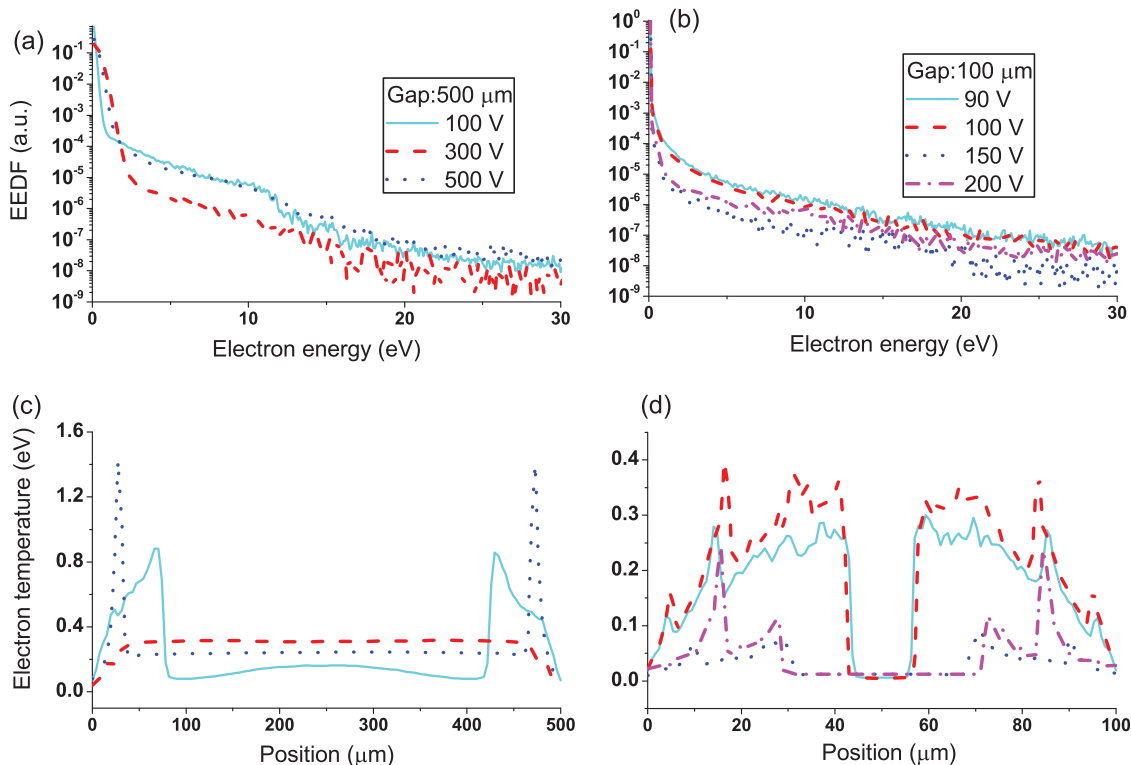 (a)
Gap:500 μm
100 V
300 V
500 V
EEDF (a.u.)
10⁻¹
10⁻²
10⁻³
10⁻⁴
10⁻⁵
10⁻⁶
10⁻⁷
10⁻⁸
10⁻⁹
0 10 20 30
Electron energy (eV)
(b)
Gap:100 μm
90 V
100 V
150 V
200 V
10⁰
10⁻¹
10⁻²
10⁻³
10⁻⁴
10⁻⁵
10⁻⁶
10⁻⁷
10⁻⁸
10⁻⁹
0 10 20 30
Electron energy (eV)
(c)
Electron temperature (eV)
1.6
1.2
0.8
0.4
0.0
0 100 200 300 400 500
Position (μm)
(d)
0.4
0.3
0.2
0.1
0.0
0 20 40 60 80 100
Position (μm)